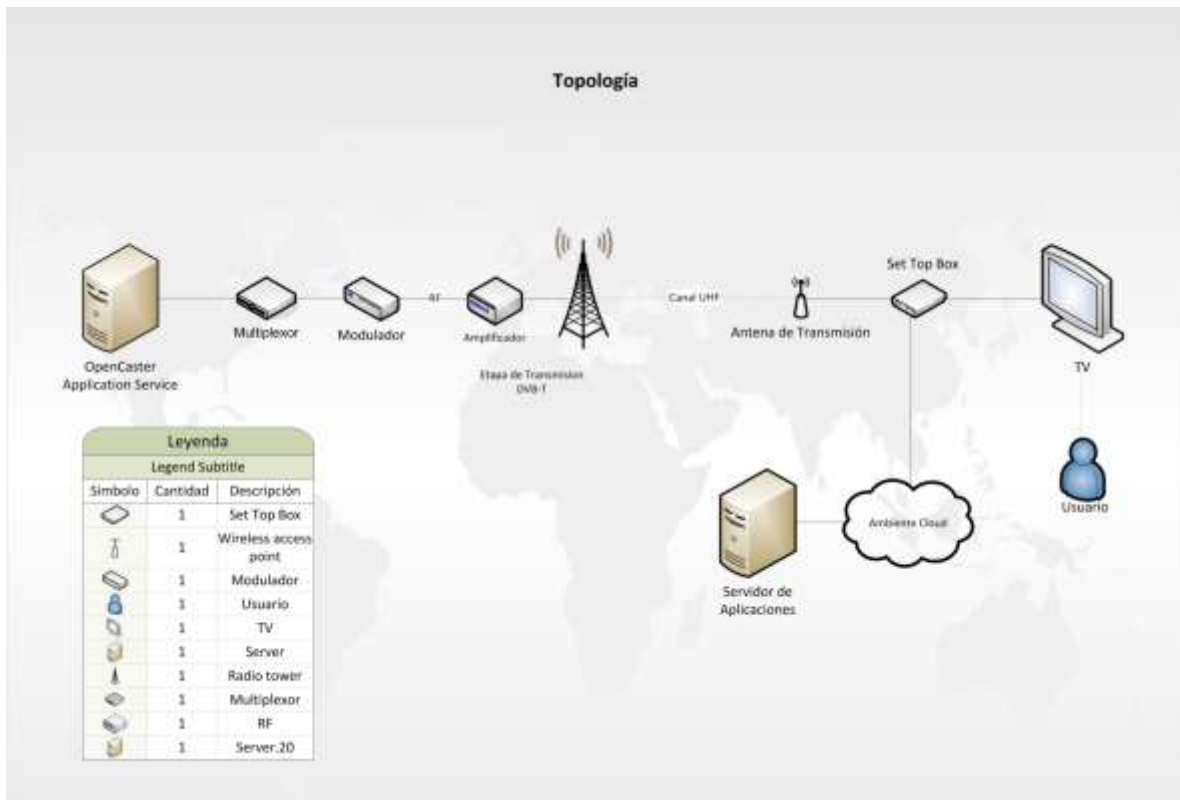 Topología
Set Top Box
RF
Canal UHF
Multiplexor
Modulador
Amplificador
Antena de Transmisión
OpenCaster
Application Service
Etapa de Transmision
DVB-T
TV
Usuario
Ambiente Cloud
Servidor de
Aplicaciones
Leyenda
Legend Subtitle
Símbolo Cantidad Descripción
1 Set Top Box
1 Wireless access
point
1 Modulador
1 Usuario
1 TV
1 Server
1 Radio tower
1 Multiplexor
1 RF
1 Server.20